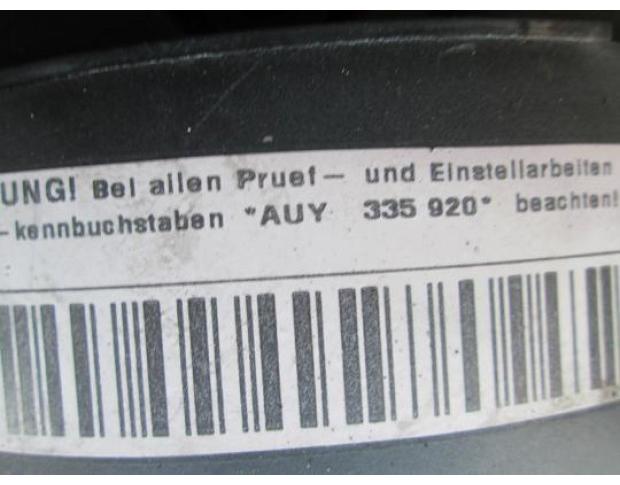 UNG! Bei allen Pruef- und Einstellarbeiten
-kennbuchstaben *AUY 335 920* beachten!